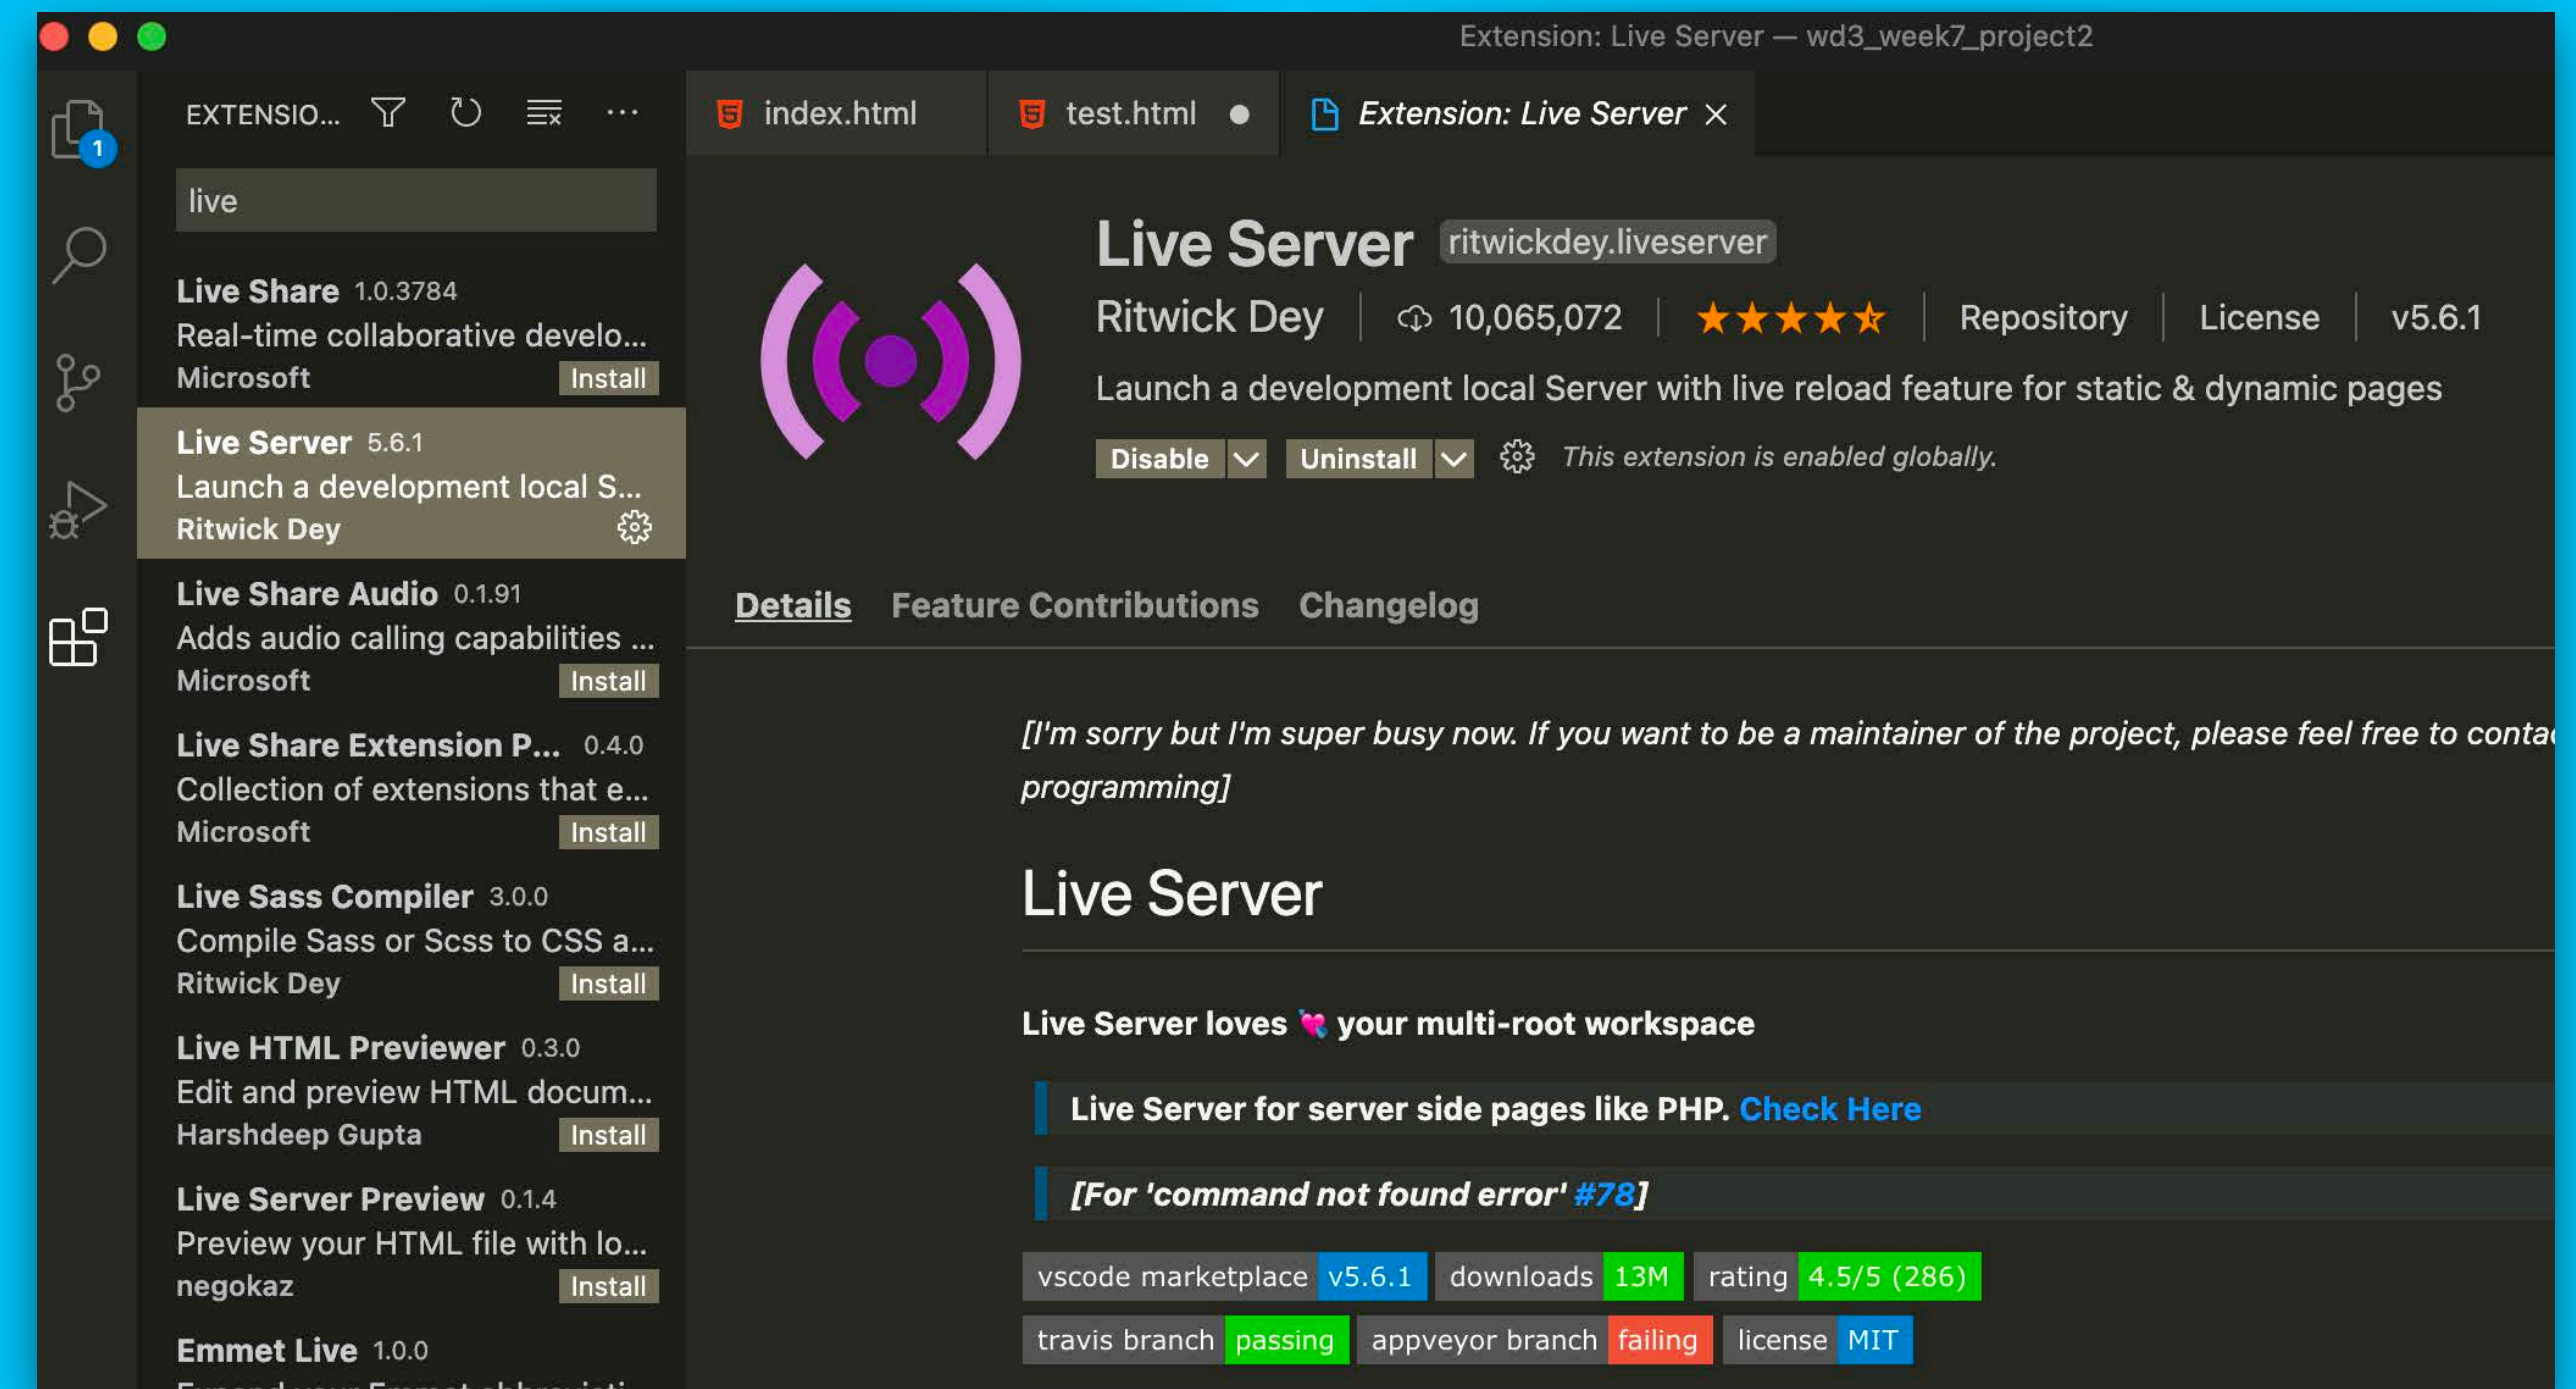 Extension: Live Server — wd3_week7_project2
1
EXTENSIO...
live
Live Share 1.0.3784
Real-time collaborative develo...
Microsoft Install
Live Server 5.6.1
Launch a development local S...
Ritwick Dey
Live Share Audio 0.1.91
Adds audio calling capabilities ...
Microsoft Install
Live Share Extension P... 0.4.0
Collection of extensions that e...
Microsoft Install
Live Sass Compiler 3.0.0
Compile Sass or Scss to CSS a...
Ritwick Dey Install
Live HTML Previewer 0.3.0
Edit and preview HTML docum...
Harshdeep Gupta Install
Live Server Preview 0.1.4
Preview your HTML file with lo...
negokaz Install
Emmet Live 1.0.0
index.html test.html Extension: Live Server
Live Server ritwickdey.liveserver
Ritwick Dey 10,065,072 Repository License v5.6.1
Launch a development local Server with live reload feature for static & dynamic pages
Disable Uninstall This extension is enabled globally.
Details Feature Contributions Changelog
[I'm sorry but I'm super busy now. If you want to be a maintainer of the project, please feel free to
programming]
Live Server
Live Server loves 💘 your multi-root workspace
Live Server for server side pages like PHP. Check Here
[For 'command not found error' #78]
vscode marketplace v5.6.1 downloads 13M rating 4.5/5 (286)
travis branch passing appveyor branch failing license MIT